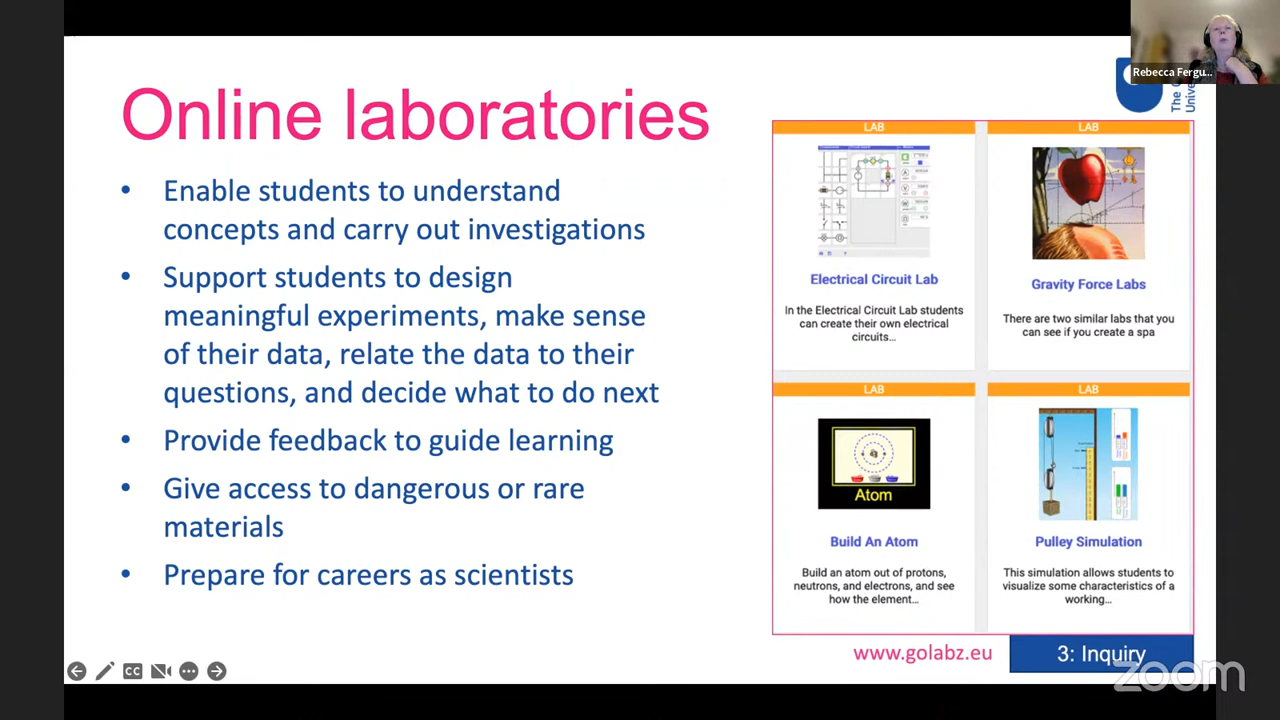 Rebecca Fergu...
Online laboratories
• Enable students to understand
concepts and carry out investigations
• Support students to design
meaningful experiments, make sense
of their data, relate the data to their
questions, and decide what to do next
• Provide feedback to guide learning
• Give access to dangerous or rare
materials
• Prepare for careers as scientists
LAB
Electrical Circuit Lab
In the Electrical Circuit Lab students
can create their own electrical
circuits...
LAB
Gravity Force Labs
There are two similar labs that you
can see if you create a spa
LAB
Atom
Build An Atom
Build an atom out of protons,
neutrons, and electrons, and see
how the element...
LAB
Pulley Simulation
This simulation allows students to
visualize some characteristics of a
working...
www.golabz.eu
3: Inquiry
CC
zoom